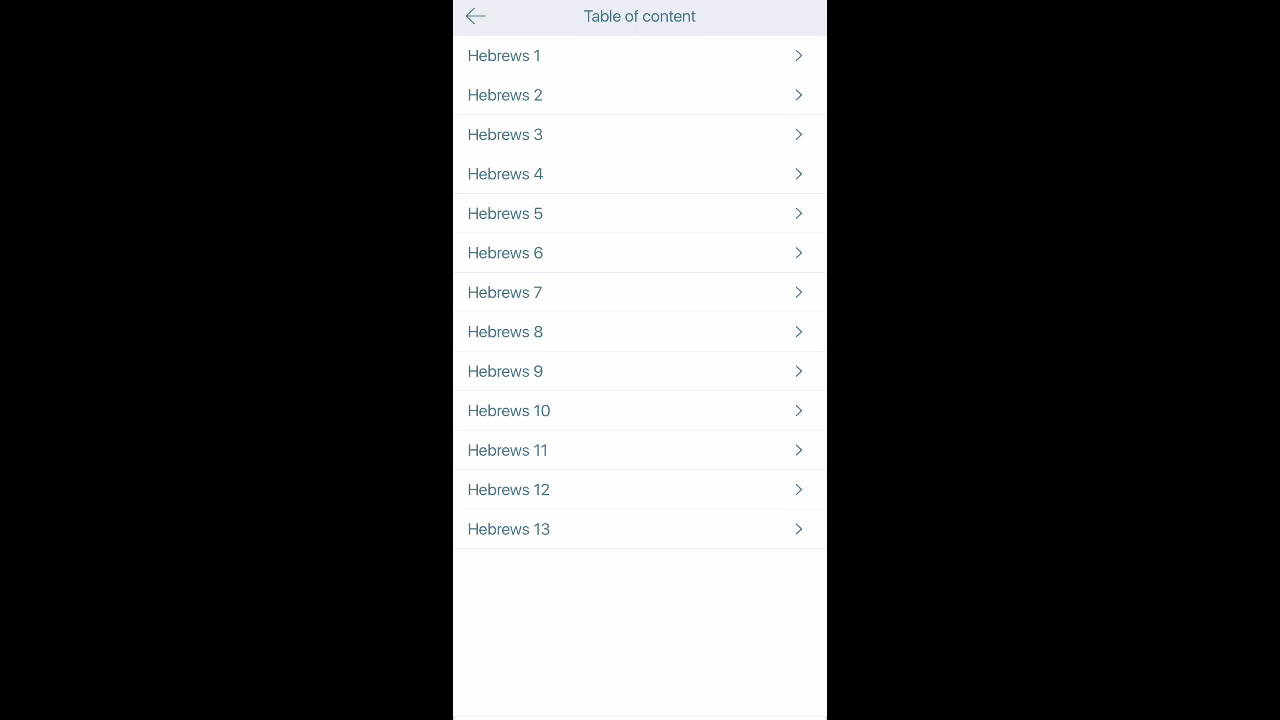 Table of content
Hebrews 1
Hebrews 2
Hebrews 3
Hebrews 4
Hebrews 5
Hebrews 6
Hebrews 7
Hebrews 8
Hebrews 9
Hebrews 10
Hebrews 11
Hebrews 12
Hebrews 13